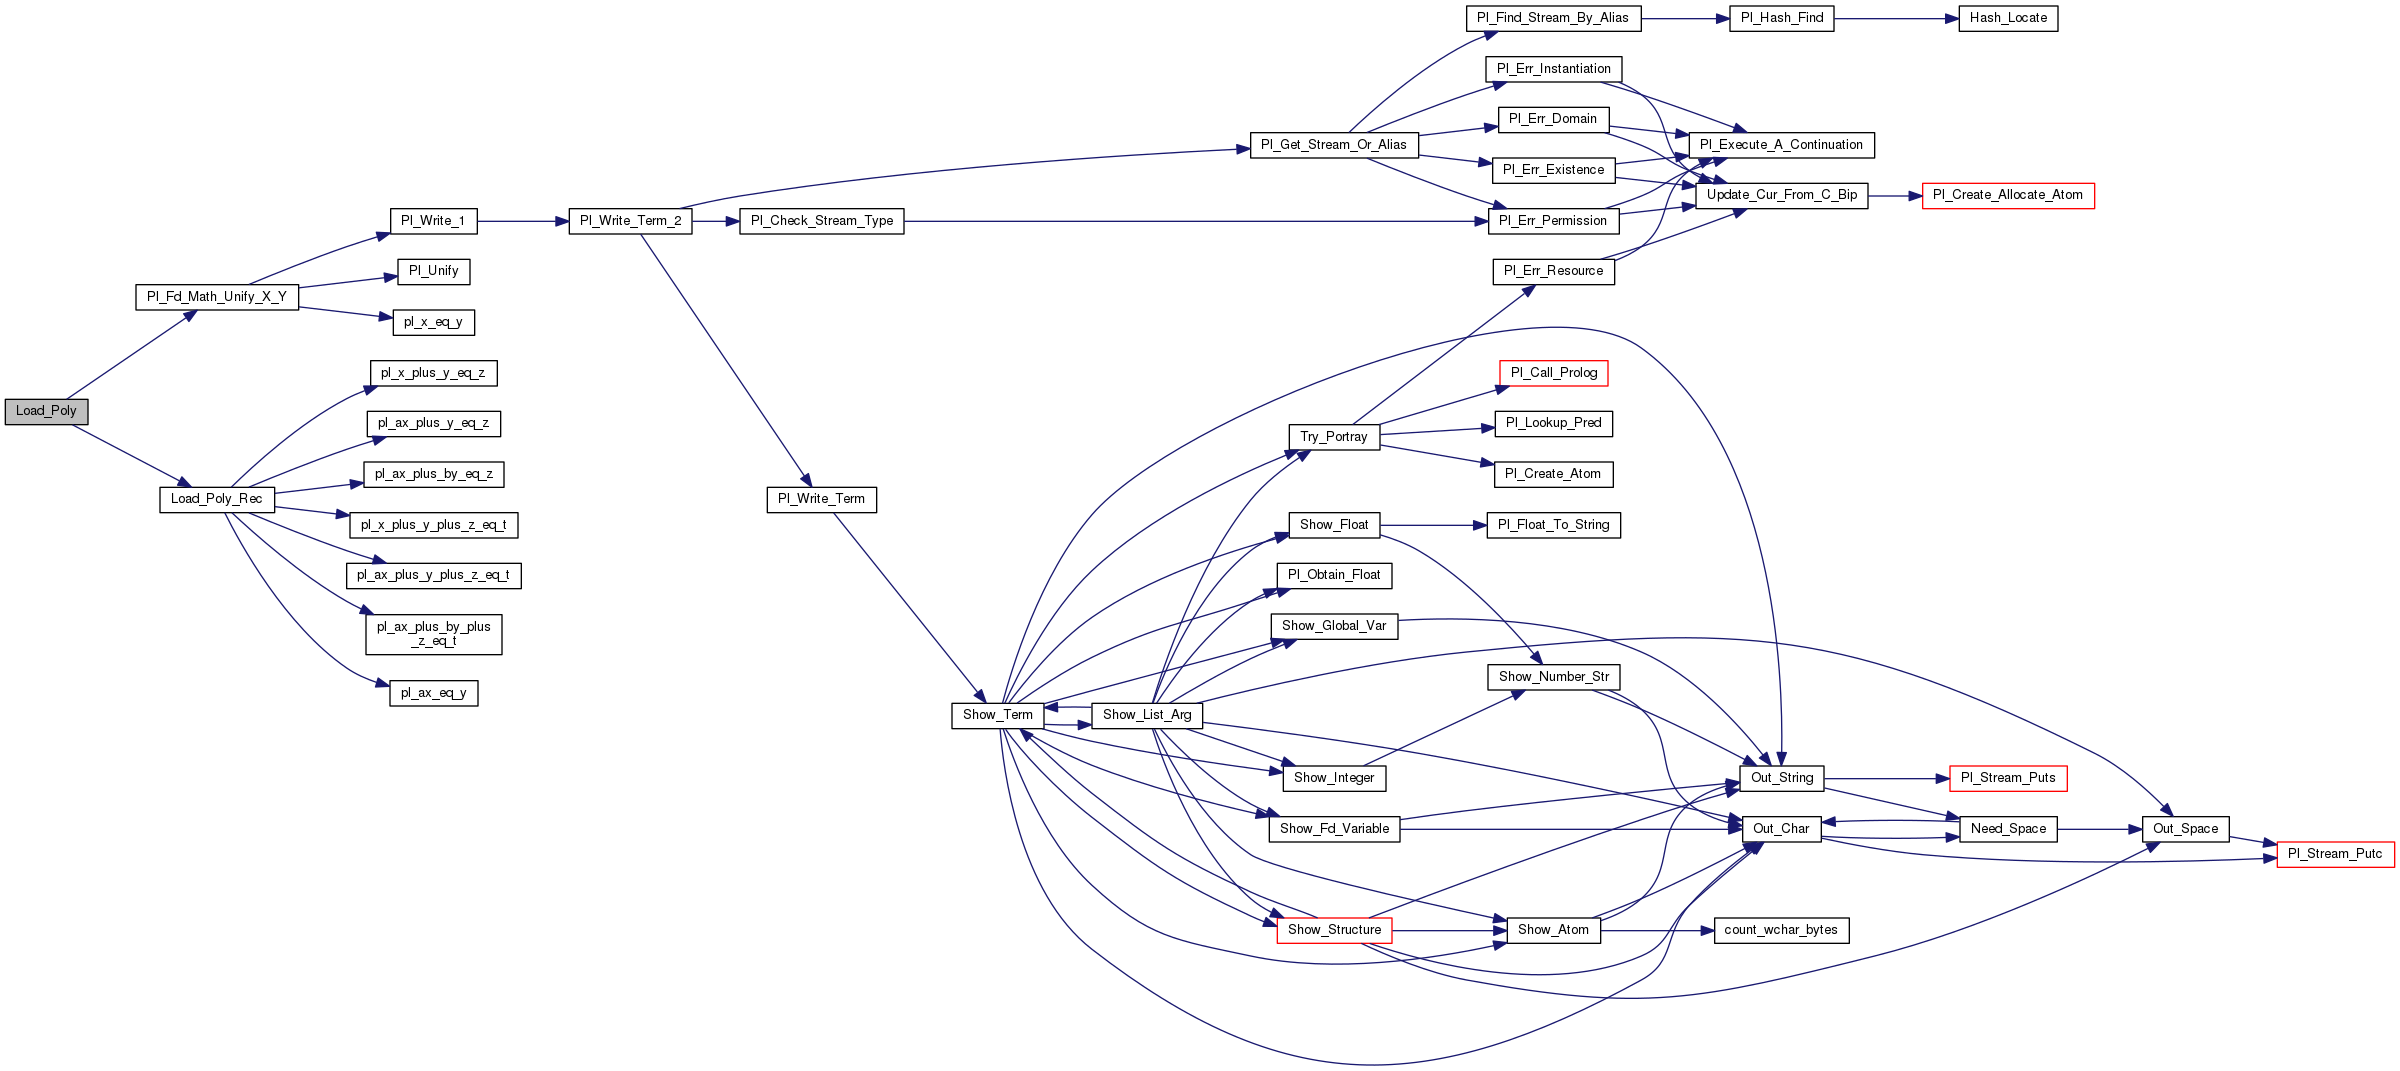 Pl_Find_Stream_By_Alias
Pl_Hash_Find
Hash_Locate
Pl_Err_Instantiation
Pl_Err_Domain
Pl_Get_Stream_Or_Alias
Pl_Execute_A_Continuation
Pl_Err_Existence
Update_Cur_From_C_Bip
Pl_Create_Allocate_Atom
Pl_Write_1
Pl_Write_Term_2
Pl_Check_Stream_Type
Pl_Err_Permission
Pl_Unify
Pl_Err_Resource
Pl_Fd_Math_Unify_X_Y
pl_x_eq_y
pl_x_plus_y_eq_z
Pl_Call_Prolog
Load_Poly
pl_ax_plus_y_eq_z
Pl_Lookup_Pred
Try_Portray
pl_ax_plus_by_eq_z
Pl_Create_Atom
Load_Poly_Rec
Pl_Write_Term
pl_x_plus_y_plus_z_eq_t
Show_Float
Pl_Float_To_String
pl_ax_plus_y_plus_z_eq_t
Pl_Obtain_Float
pl_ax_plus_by_plus
_z_eq_t
Show_Global_Var
Show_Number_Str
pl_ax_eq_y
Show_Term
Show_List_Arg
Show_Integer
Out_String
Pl_Stream_Puts
Show_Fd_Variable
Out_Char
Need_Space
Out_Space
Pl_Stream_Putc
Show_Structure
Show_Atom
count_wchar_bytes